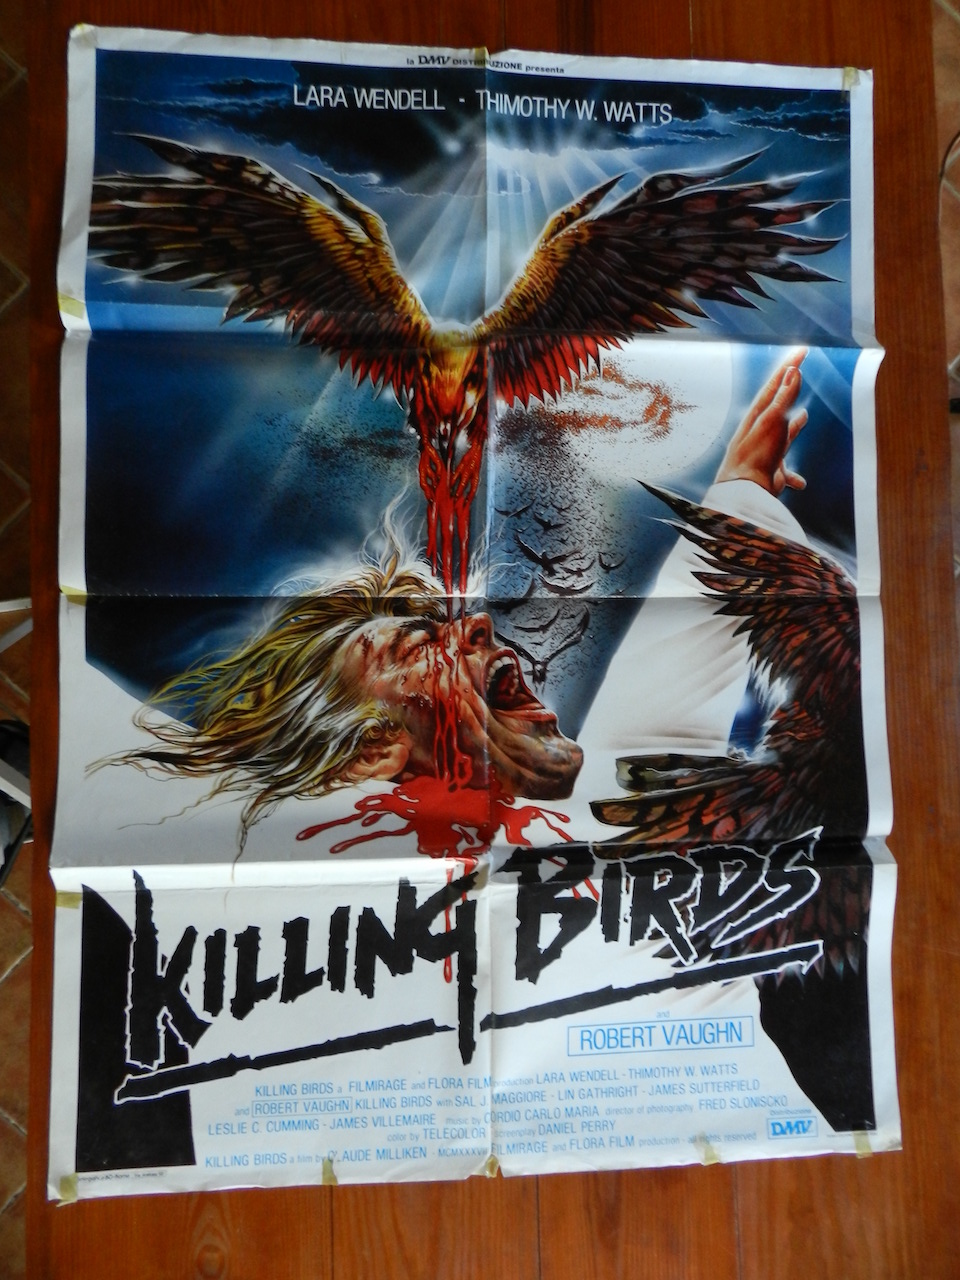 la DMV DISTRIBUZIONE presenta
LARA WENDELL - THIMOTHY W. WATTS
KILLING BIRDS
and
ROBERT VAUGHN
KILLING BIRDS a FILMIRAGE and FLORA FILM production LARA WENDELL - THIMOTHY W. WATTS
and ROBERT VAUGHN KILLING BIRDS with SAL J. MAGGIORE - LIN GATHRIGHT - JAMES SUTTERFIELD
LESLIE C. CUMMING - JAMES VILLEMAIRE music by CORDIO CARLO MARIA director of photography FRED SLONISCKO
color by TELECOLOR screenplay DANIEL PERRY
KILLING BIRDS a film by CLAUDE MILLIKEN - FILMIRAGE and FLORA FILM production - all rights reserved
distribuzione
DMV